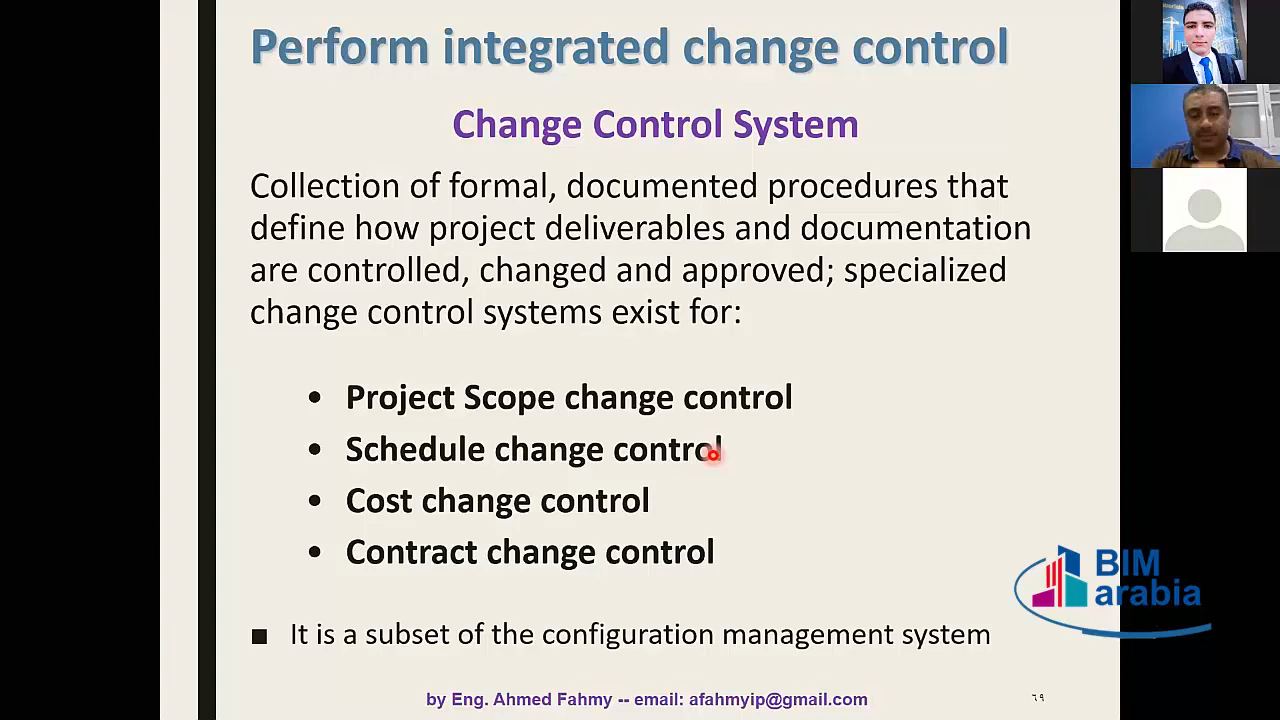 Perform integrated change control
Change Control System
Collection of formal, documented procedures that
define how project deliverables and documentation
are controlled, changed and approved; specialized
change control systems exist for:
• Project Scope change control
• Schedule change control
• Cost change control
• Contract change control
■ It is a subset of the configuration management system
BIM
arabia
by Eng. Ahmed Fahmy -- email: afahmyip@gmail.com
٦٩